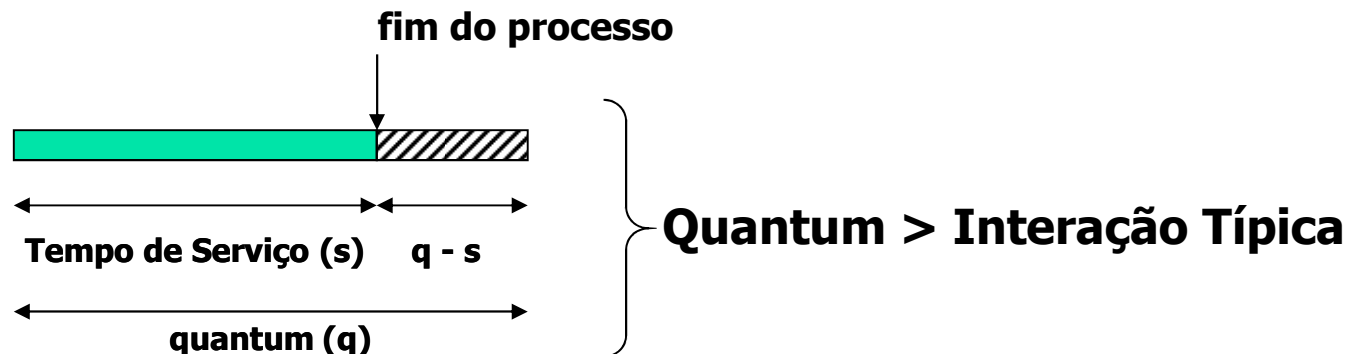 fim do processo
Tempo de Serviço (s)
q - s
quantum (q)
Quantum > Interação Típica